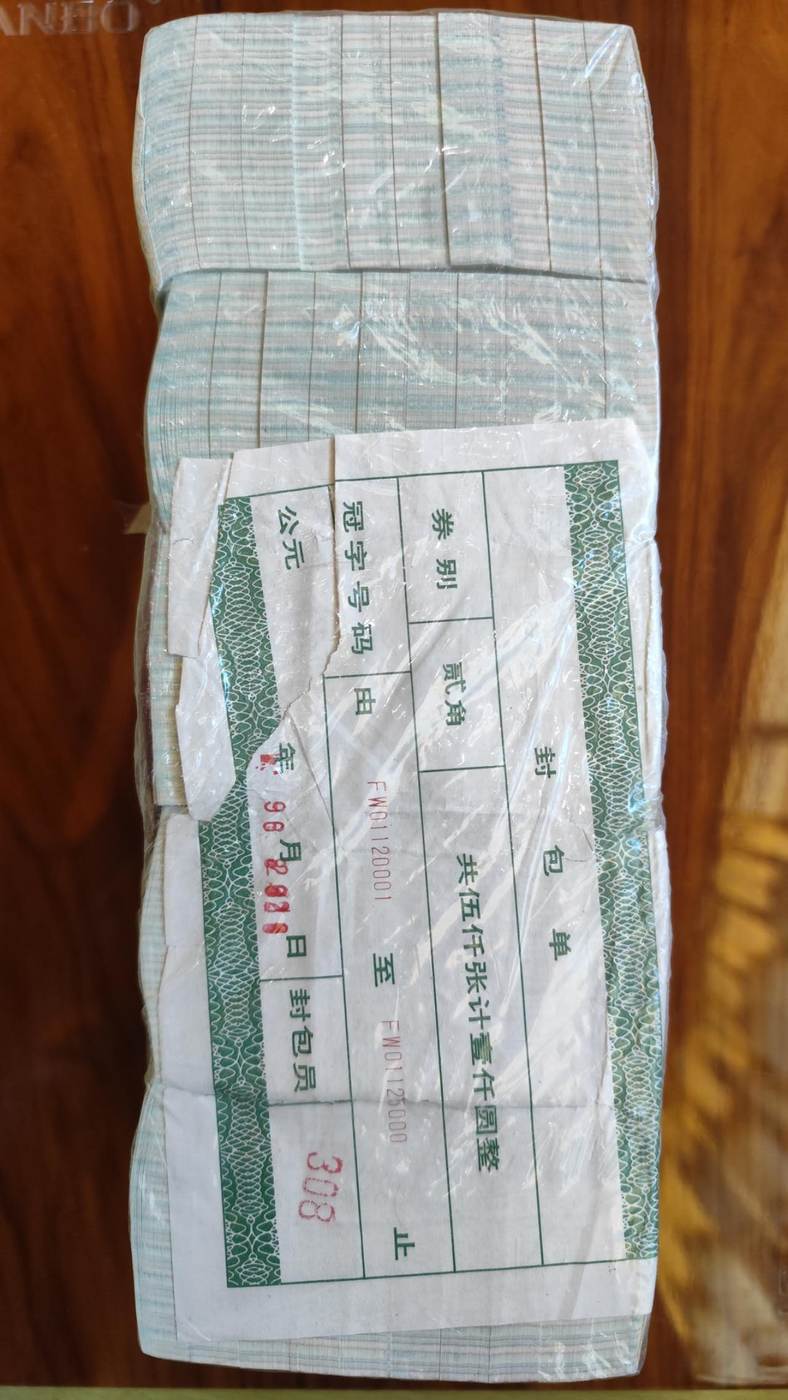 封包单
券别 贰角 共伍仟张计壹仟圆整
冠字号码 由 FW01120001 至 FW01125000 止
公元 年 月 日 封包员 308